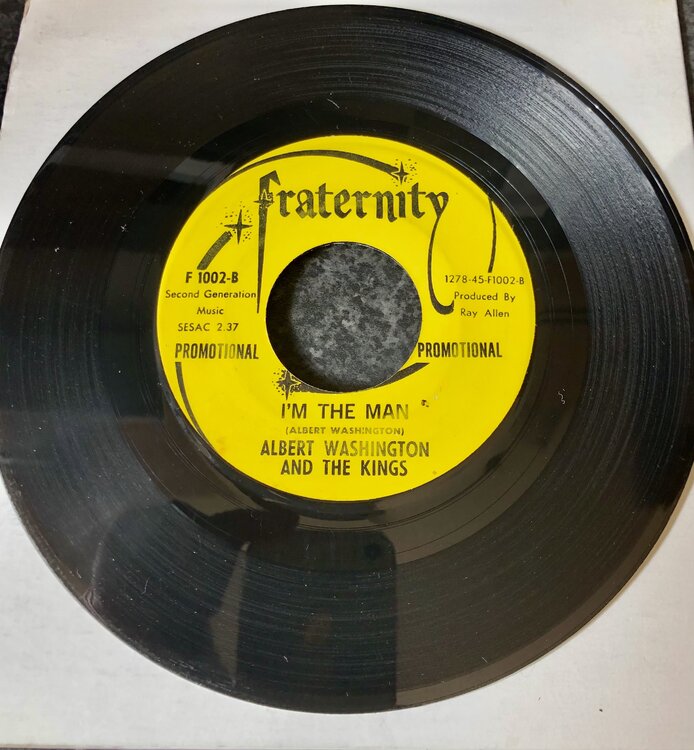 fraternity
F 1002-B
Second Generation
Music
SESAC 2.37
PROMOTIONAL
1278-45-F1002-B
Produced By
Ray Allen
PROMOTIONAL
I'M THE MAN
(ALBERT WASHINGTON)
ALBERT WASHINGTON
AND THE KINGS